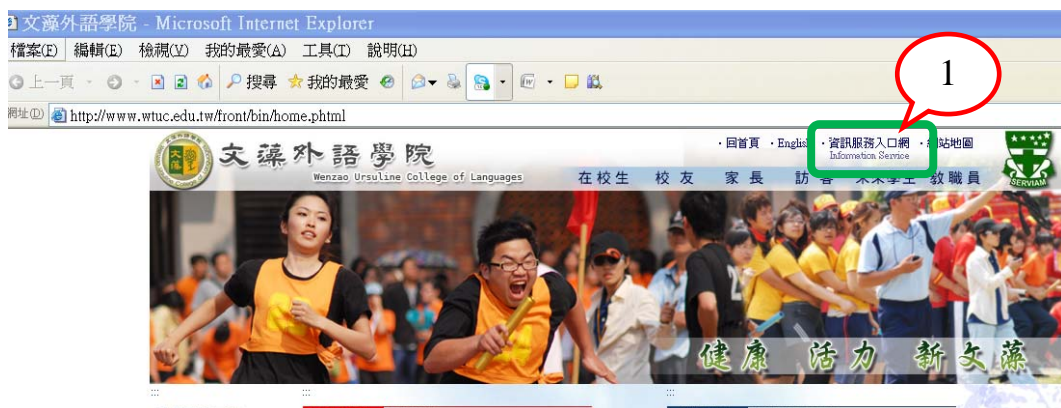 文藻外語學院 - Microsoft Internet Explorer
檔案(F) 編輯(E) 檢視(V) 我的最愛(A) 工具(T) 說明(H)
上一頁 搜尋 我的最愛
網址(D) http://www.wtuc.edu.tw/front/bin/home.phtml
1
文藻外語學院
Wenzao Ursuline College of Languages
·回首頁 ·English ·資訊服務入口網 ·網站地圖
Information Service
在校生 校友 家長 訪客 未來學生 教職員
SERVIAM
健康 活力 新文藻